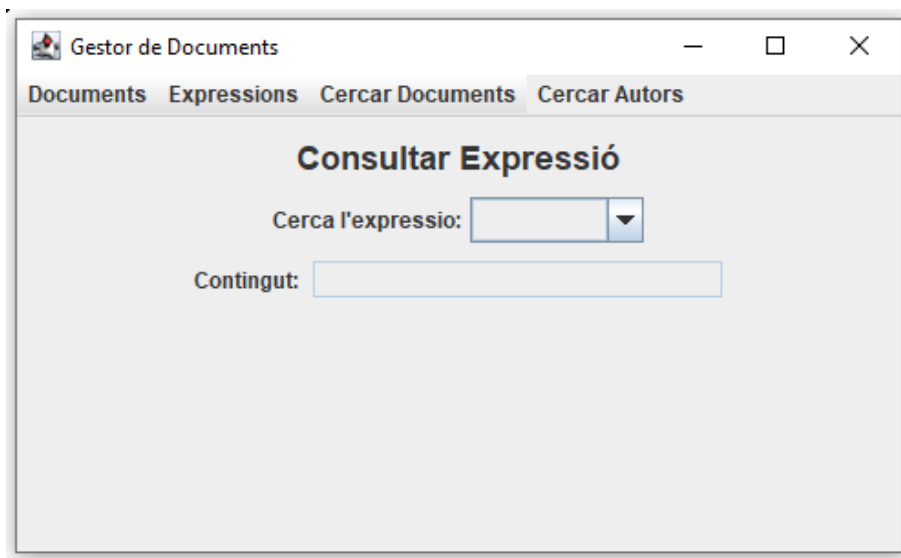 Gestor de Documents
Documents Expressions Cercar Documents Cercar Autors
Consultar Expressió
Cerca l'expressio:
Contingut: